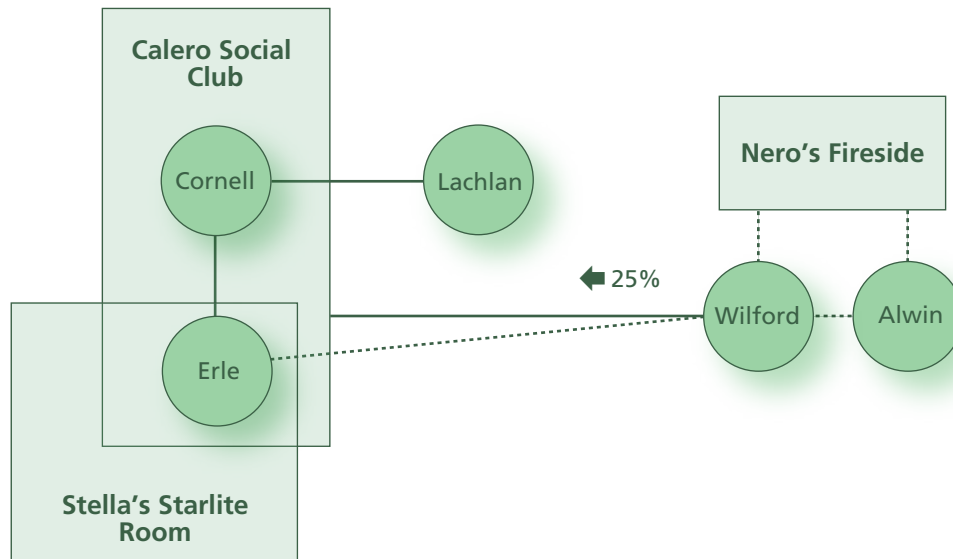 Calero Social
Club
Cornell
Lachlan
Nero’s Fireside
25%
Wilford
Alwin
Erle
Stella’s Starlite
Room